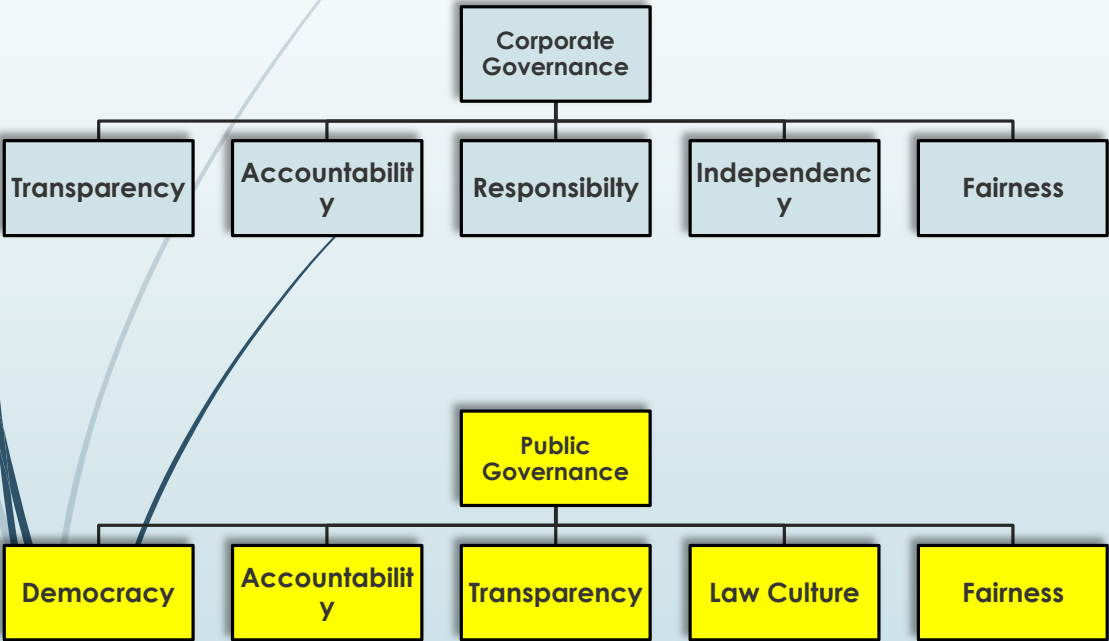 Corporate
Governance
Transparency
Accountabilit
y
Responsibilty
Independenc
y
Fairness
Public
Governance
Democracy
Accountabilit
y
Transparency
Law Culture
Fairness